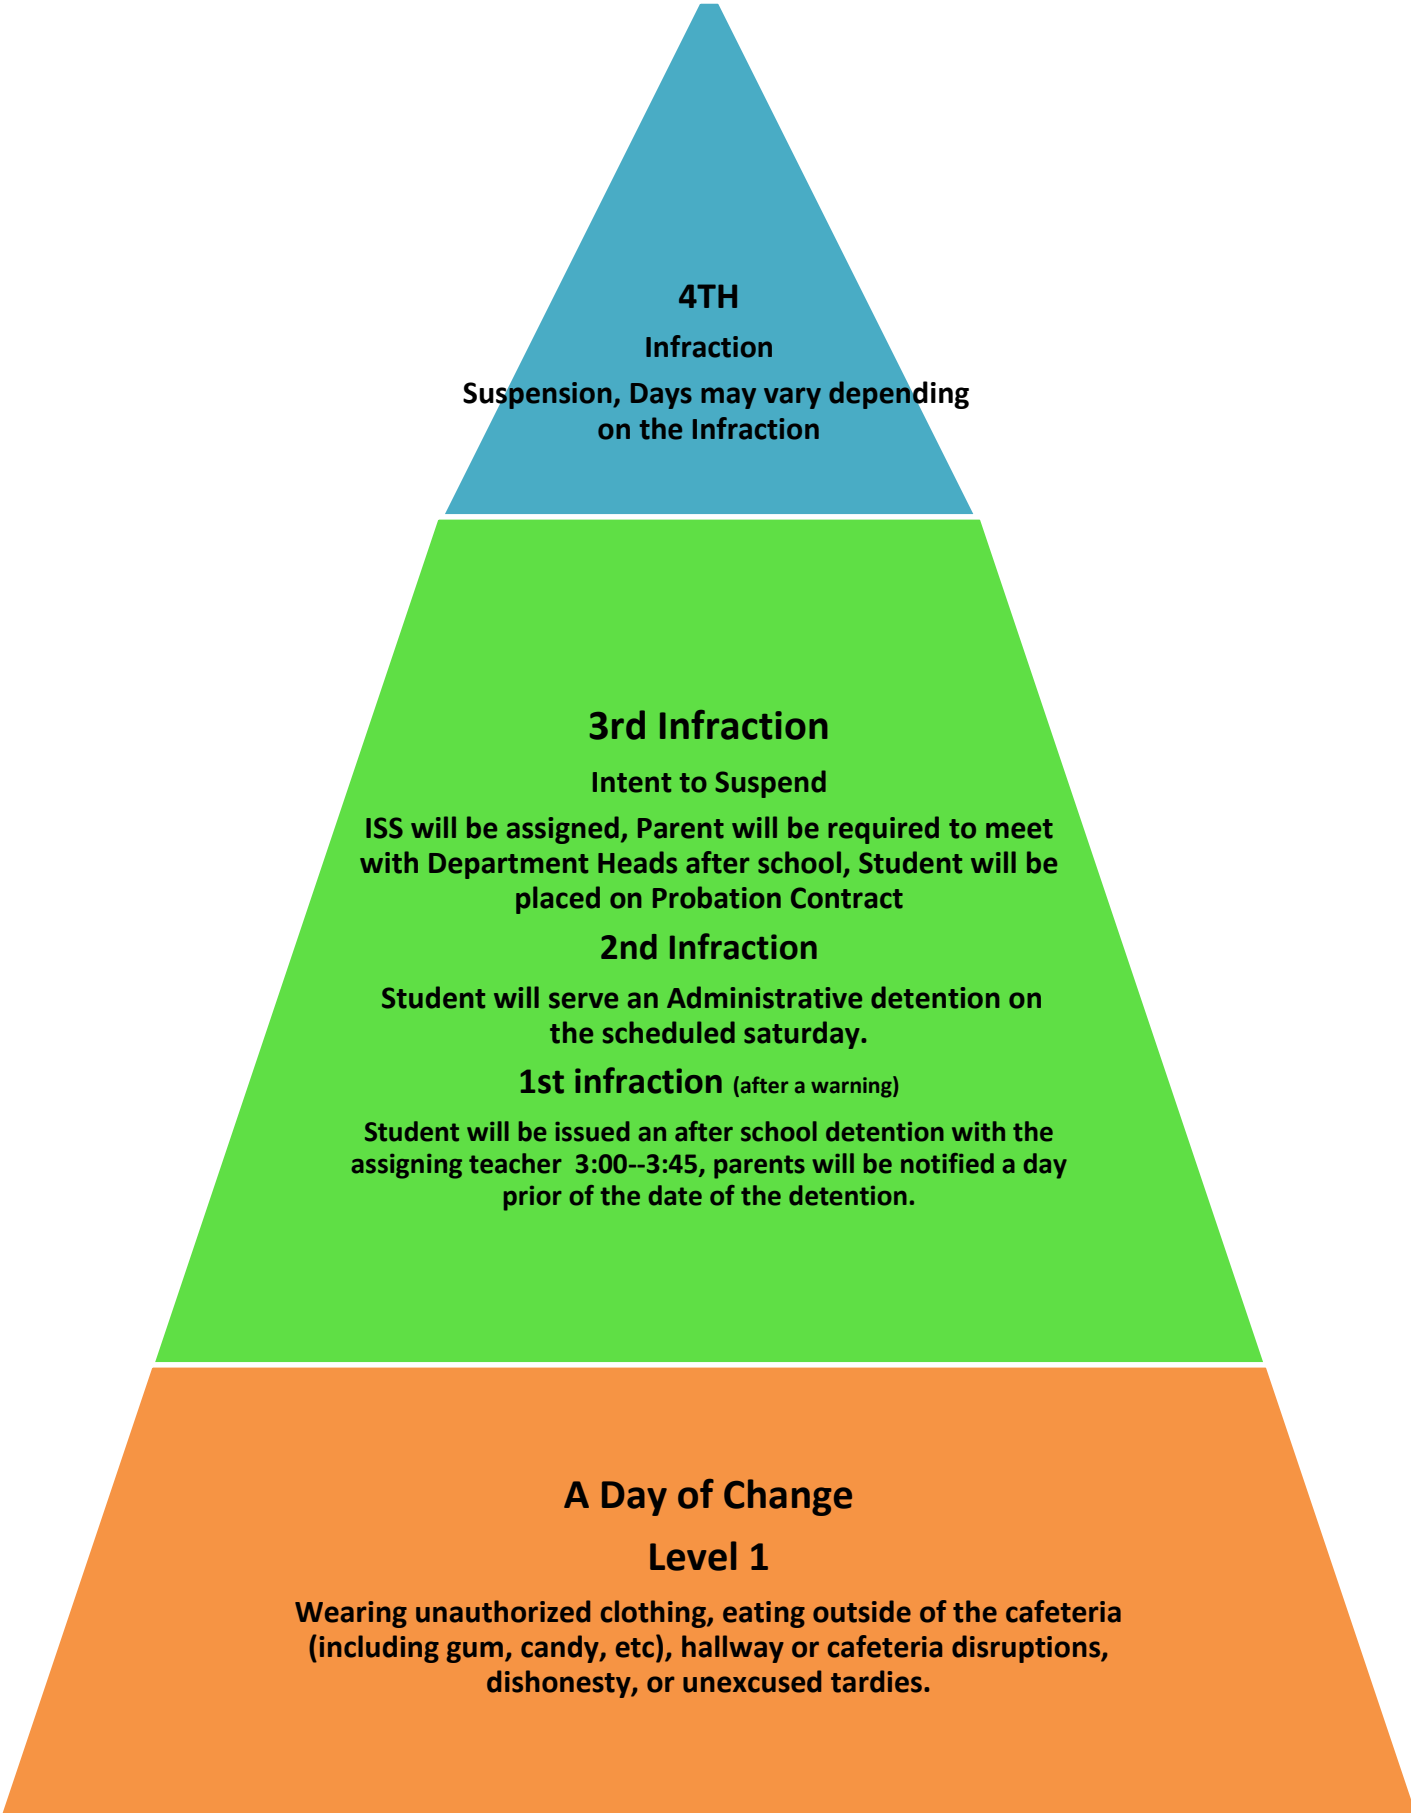 4TH
Infraction
Suspension, Days may vary depending
on the Infraction
3rd Infraction
Intent to Suspend
ISS will be assigned, Parent will be required to meet
with Department Heads after school, Student will be
placed on Probation Contract
2nd Infraction
Student will serve an Administrative detention on
the scheduled saturday.
1st infraction (after a warning)
Student will be issued an after school detention with the
assigning teacher  3:00--3:45, parents will be notified a day
prior of the date of the detention.
A Day of Change
Level 1
Wearing unauthorized clothing, eating outside of the cafeteria
(including gum, candy, etc), hallway or cafeteria disruptions,
dishonesty, or unexcused tardies.